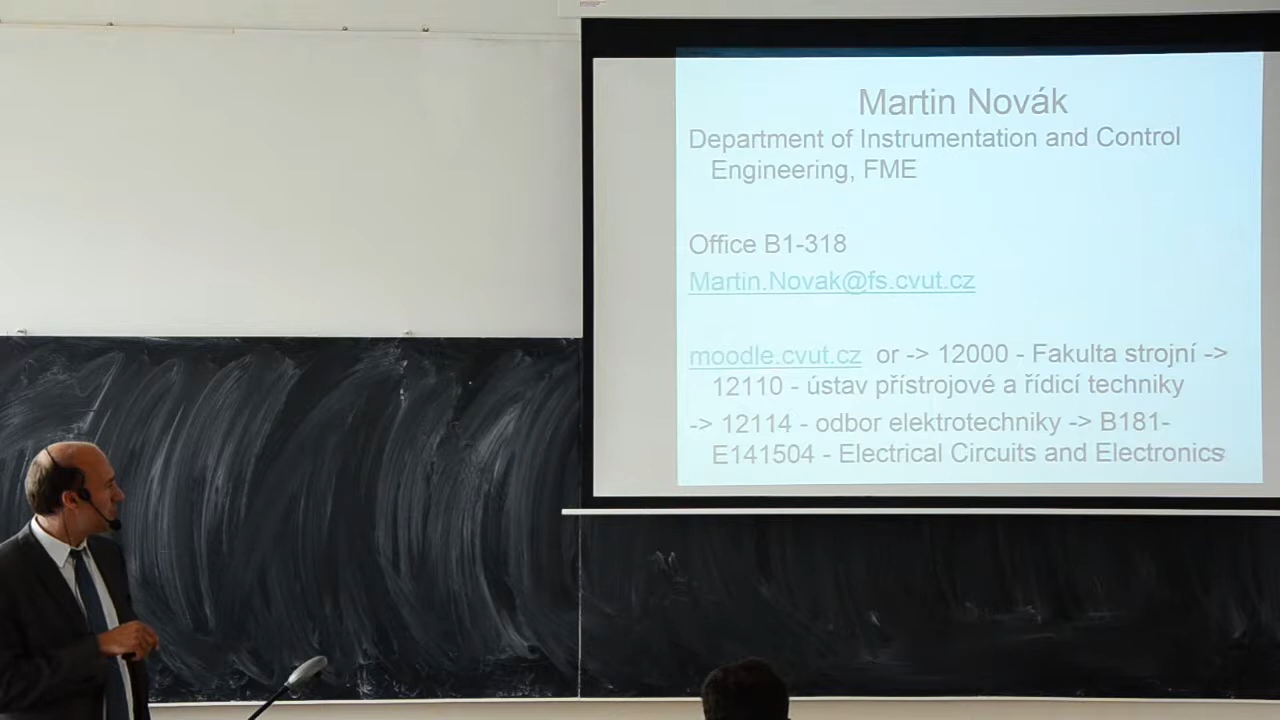 Martin Novák
Department of Instrumentation and Control
Engineering, FME
Office B1-318
Martin.Novak@fs.cvut.cz
moodle.cvut.cz or -> 12000 - Fakulta strojní ->
12110 - ústav přístrojové a řídicí techniky
-> 12114 - odbor elektrotechniky -> B181-
E141504 - Electrical Circuits and Electronics